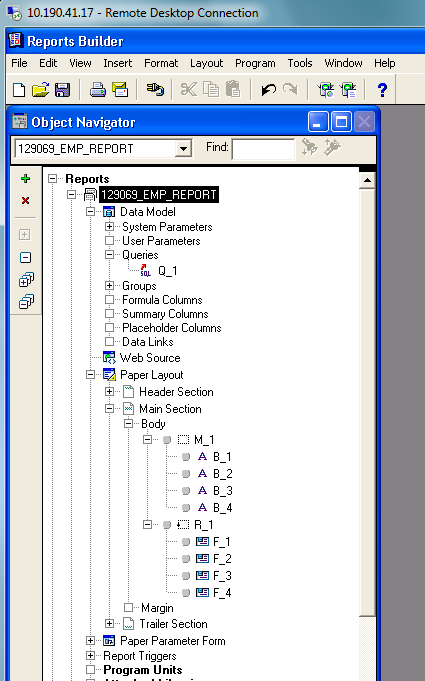 10.190.41.17 - Remote Desktop Connection
Reports Builder
File Edit View Insert Format Layout Program Tools Window Help
Object Navigator
129069_EMP_REPORT Find:
Reports
129069_EMP_REPORT
Data Model
System Parameters
User Parameters
Queries
SQL Q_1
Groups
Formula Columns
Summary Columns
Placeholder Columns
Data Links
Web Source
Paper Layout
Header Section
Main Section
Body
M_1
A B_1
A B_2
A B_3
A B_4
R_1
F_1
F_2
F_3
F_4
Margin
Trailer Section
Paper Parameter Form
Report Triggers
Program Units